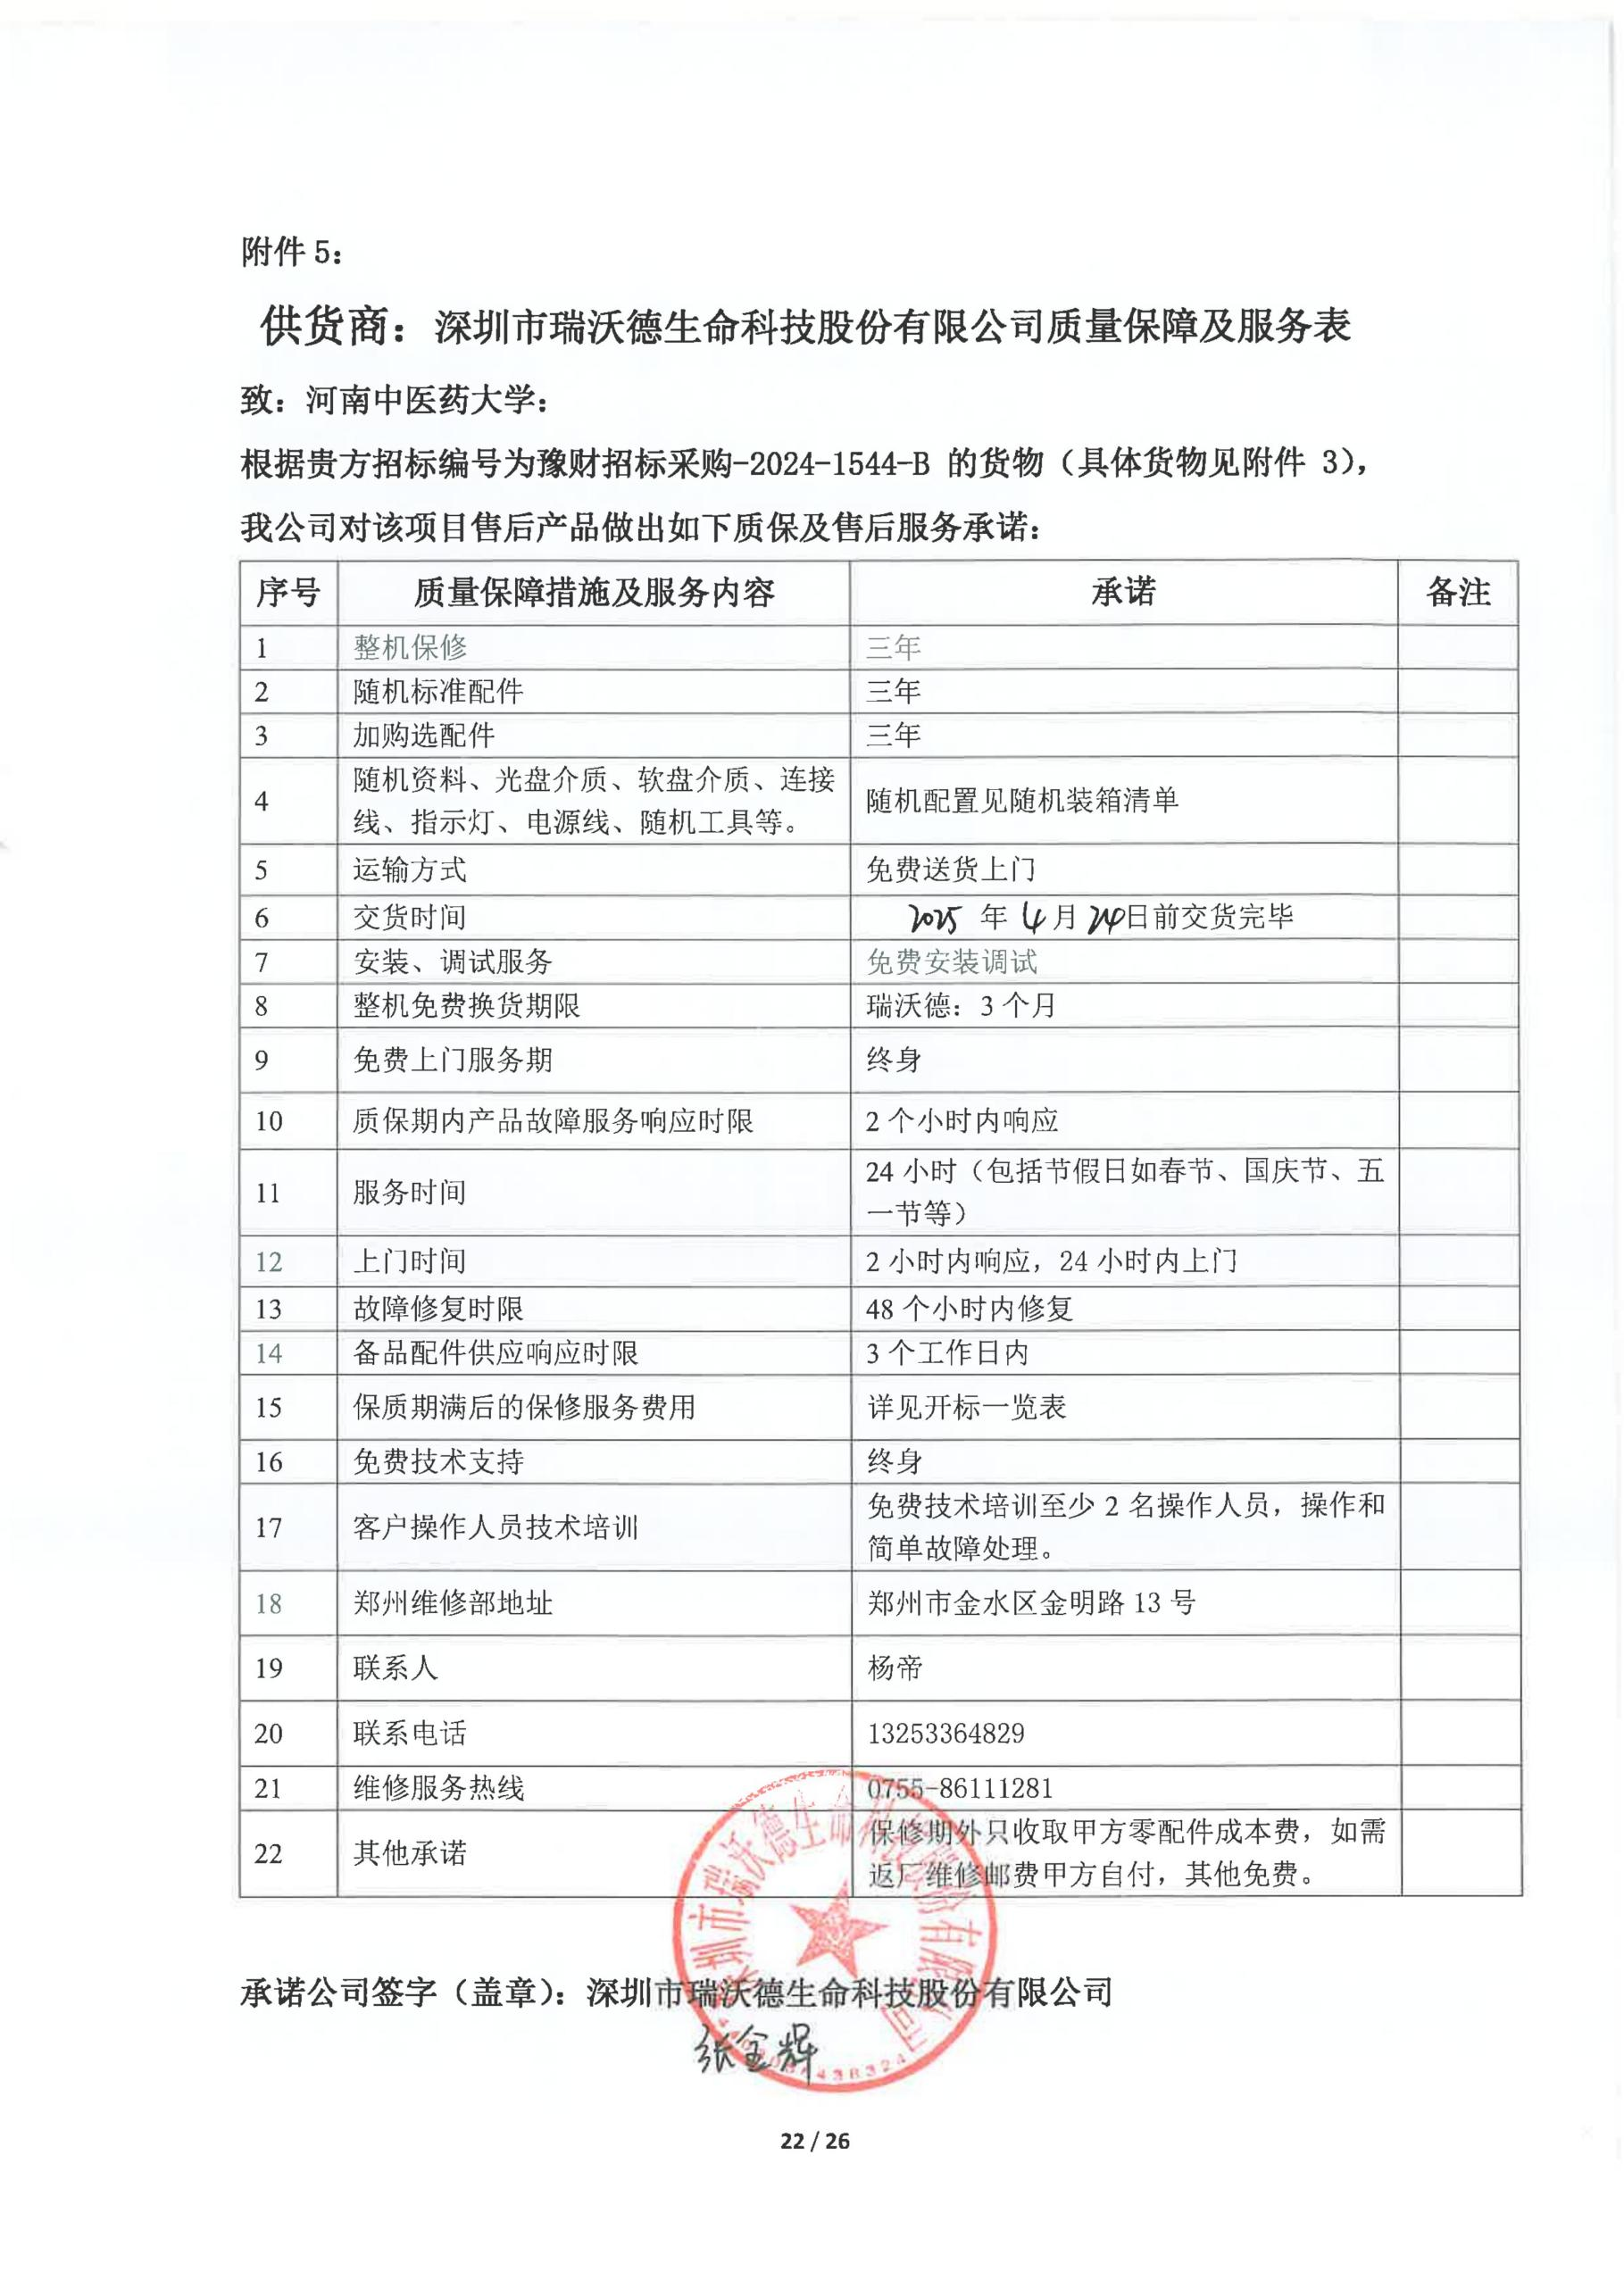 附件 5：
供货商：深圳市瑞沃德生命科技股份有限公司质量保障及服务表
致：河南中医药大学：
根据贵方招标编号为豫财招标采购-2024-1544-B 的货物（具体货物见附件 3），
我公司对该项目售后产品做出如下质保及售后服务承诺：
序号 质量保障措施及服务内容 承诺 备注
1 整机保修 三年
2 随机标准配件 三年
3 加购选配件 三年
4 随机资料、光盘介质、软盘介质、连接
线、指示灯、电源线、随机工具等。 随机配置见随机装箱清单
5 运输方式 免费送货上门
6 交货时间 2025 年 4 月 日前交货完毕
7 安装、调试服务 免费安装调试
8 整机免费换货期限 瑞沃德：3 个月
9 免费上门服务期 终身
10 质保期内产品故障服务响应时限 2 个小时内响应
11 服务时间 24 小时（包括节假日如春节、国庆节、五
一节等）
12 上门时间 2 小时内响应，24 小时内上门
13 故障修复时限 48 个小时内修复
14 备品配件供应响应时限 3 个工作日内
15 保质期满后的保修服务费用 详见开标一览表
16 免费技术支持 终身
17 客户操作人员技术培训 免费技术培训至少 2 名操作人员，操作和
简单故障处理。
18 郑州维修部地址 郑州市金水区金明路 13 号
19 联系人 杨帝
20 联系电话 13253364829
21 维修服务热线 0755-86111281
22 其他承诺 保修期外只收取甲方零配件成本费，如需
返厂维修邮费甲方自付，其他免费。
深圳市瑞沃德生命科技股份有限公司
承诺公司签字（盖章）：深圳市瑞沃德生命科技股份有限公司
张金辉
22 / 26